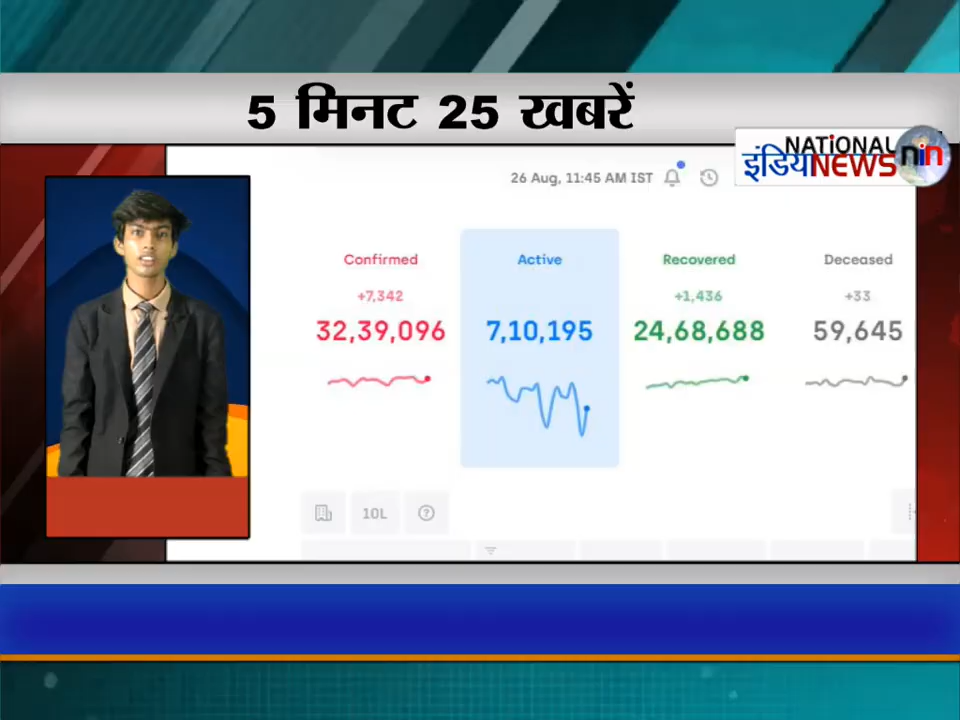 5 मिनट 25 खबरें
NATiONAL
इंडियाNEWS nin
26 Aug, 11:45 AM IST
Confirmed Active Recovered Deceased
+7,342 +1,436 +33
32,39,096 7,10,195 24,68,688 59,645
10L
?